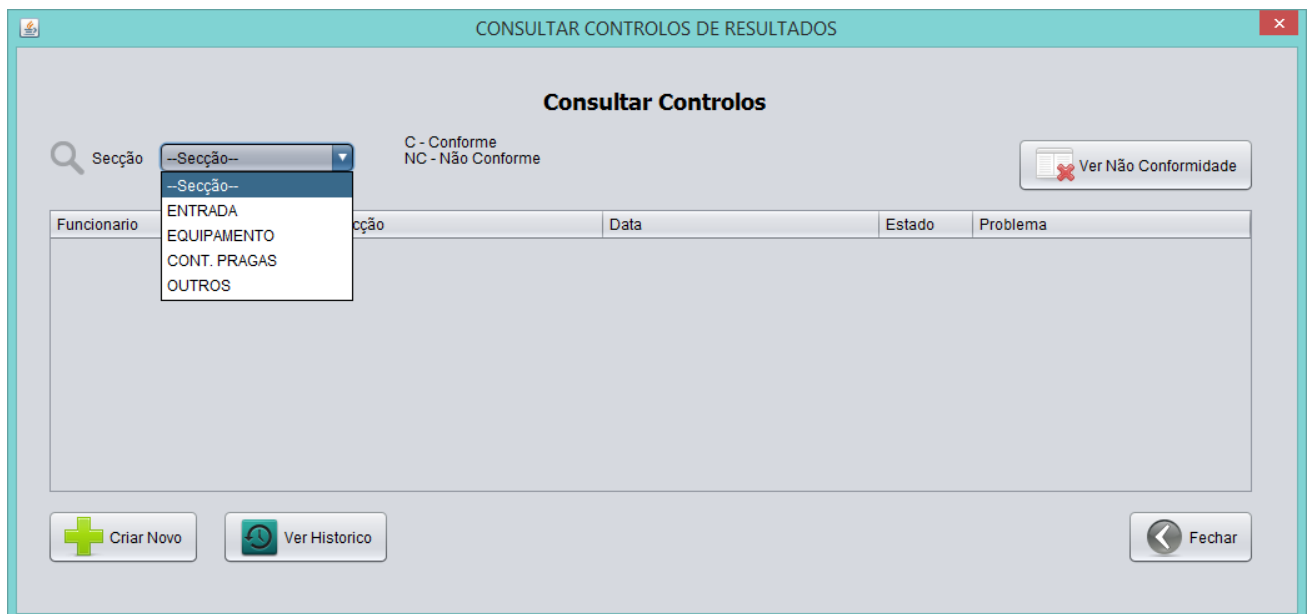 CONSULTAR CONTROLOS DE RESULTADOS
Consultar Controlos
Secção
--Secção--
C - Conforme
NC - Não Conforme
Ver Não Conformidade
--Secção--
ENTRADA
EQUIPAMENTO
CONT. PRAGAS
OUTROS
Funcionario cção Data Estado Problema
Criar Novo
Ver Historico
Fechar